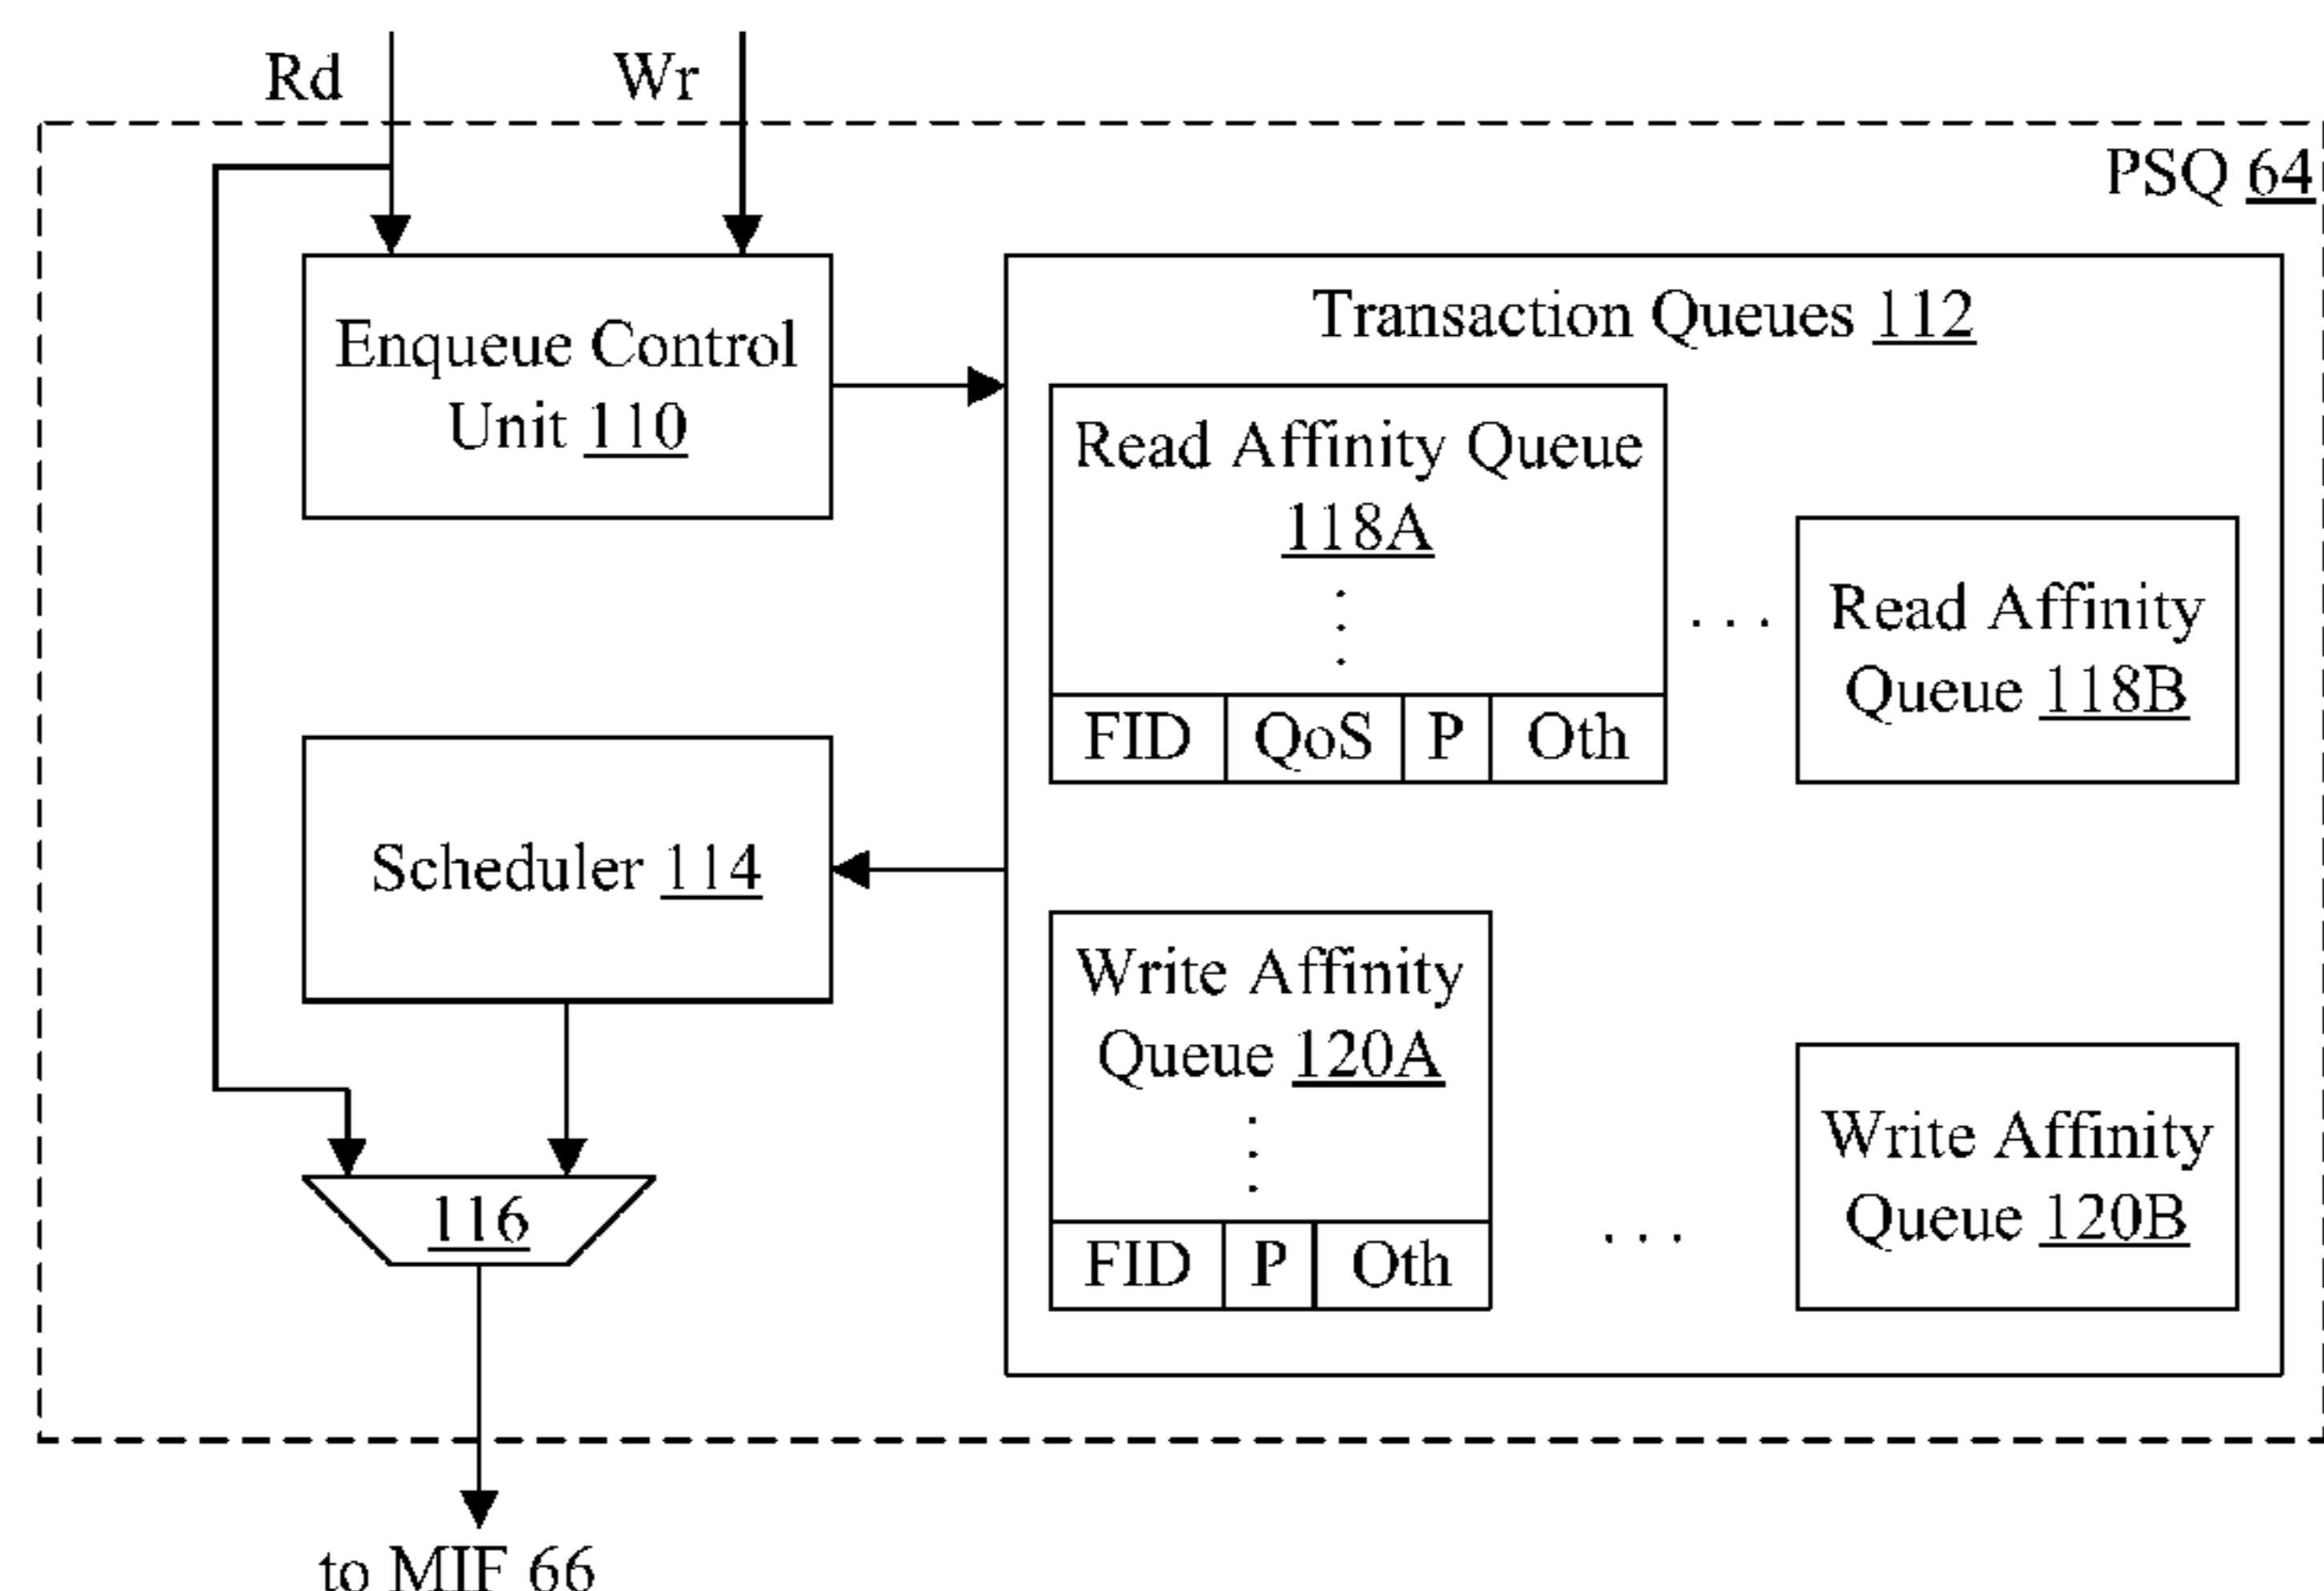 Rd
Wr
PSQ 64
Enqueue Control
Unit 110
Transaction Queues 112
Read Affinity Queue
118A
FID QoS P Oth
. . .
Read Affinity
Queue 118B
Scheduler 114
Write Affinity
Queue 120A
FID P Oth
. . .
Write Affinity
Queue 120B
116
to MIF 66